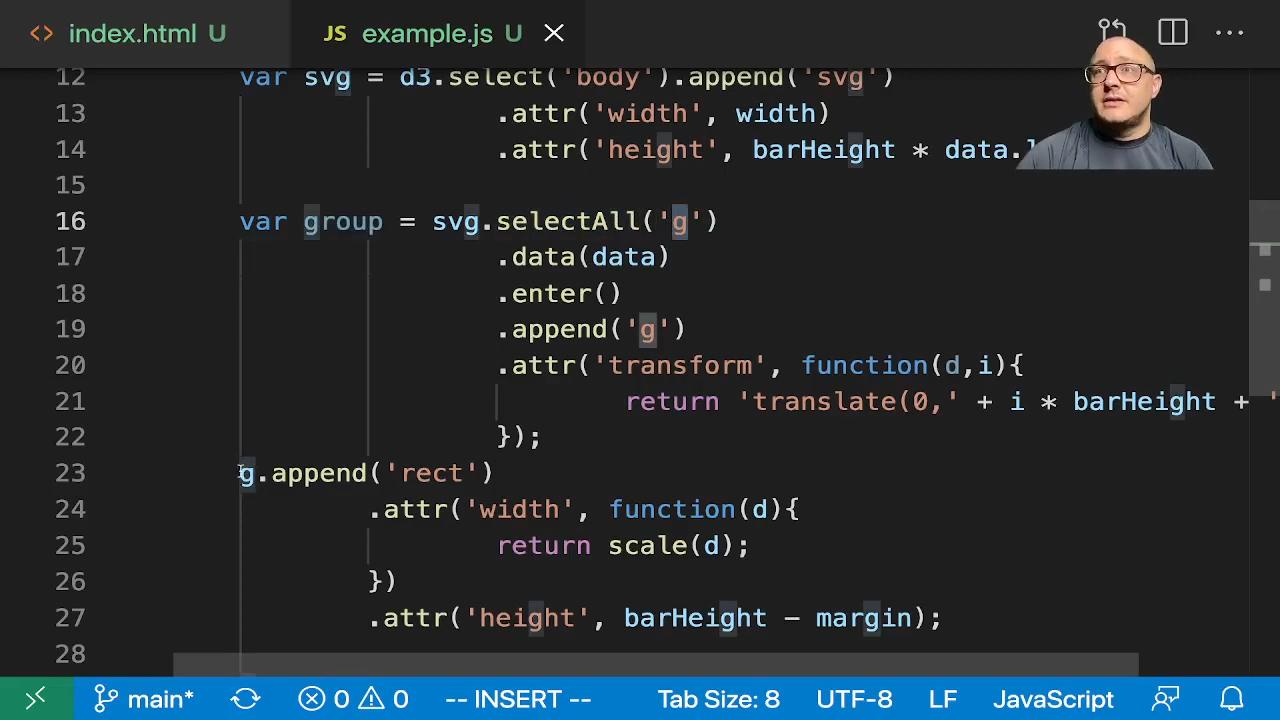 <> index.html U JS example.js U
12 var svg = d3.select('body').append('svg')
13 .attr('width', width)
14 .attr('height', barHeight * data.
15
16 var group = svg.selectAll('g')
17 .data(data)
18 .enter()
19 .append('g')
20 .attr('transform', function(d,i){
21 return 'translate(0,' + i * barHeight + '
22 });
23 g.append('rect')
24 .attr('width', function(d){
25 return scale(d);
26 })
27 .attr('height', barHeight - margin);
28
main* 0 0 -- INSERT -- Tab Size: 8 UTF-8 LF JavaScript